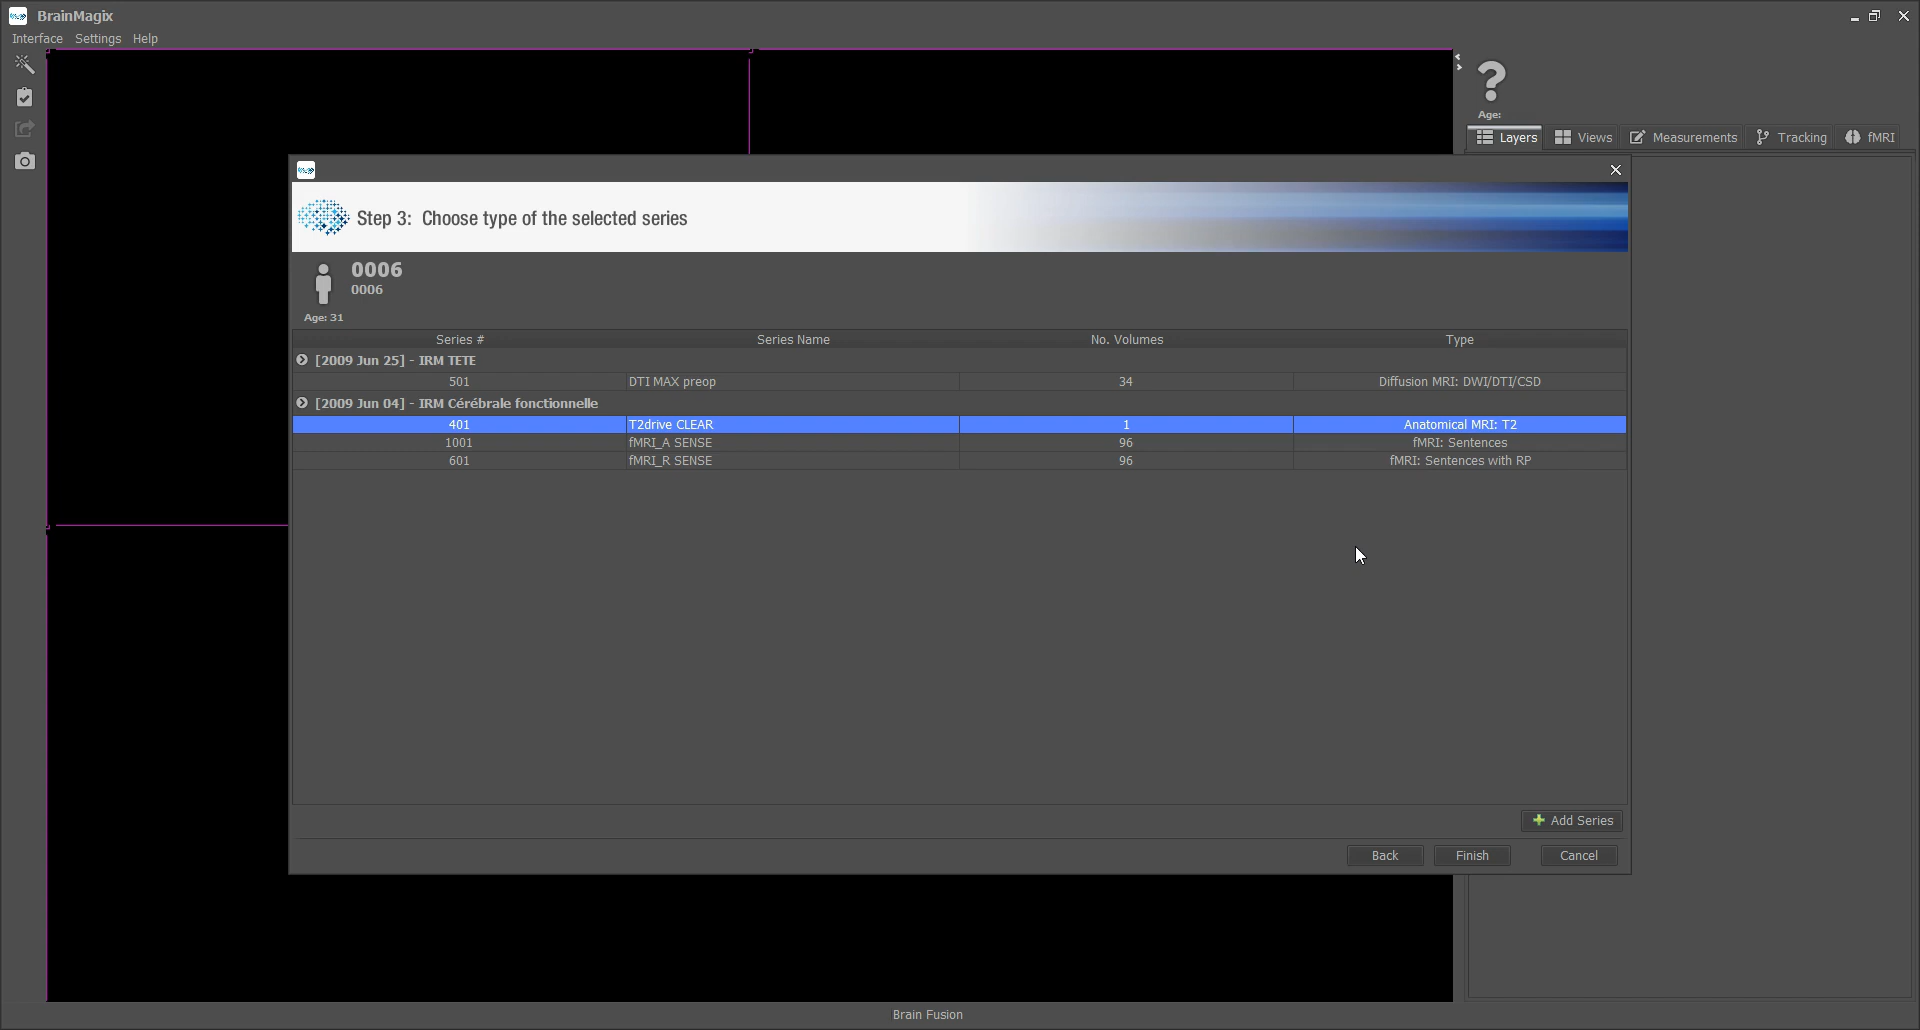 BrainMagix
Interface Settings Help
Age:
Layers Views Measurements Tracking fMRI
Step 3: Choose type of the selected series
0006
0006
Age: 31
Series # Series Name No. Volumes Type
[2009 Jun 25] - IRM TETE
501 DTI MAX preop 34 Diffusion MRI: DWI/DTI/CSD
[2009 Jun 04] - IRM Cérébrale fonctionnelle
401 T2drive CLEAR 1 Anatomical MRI: T2
1001 fMRI_A SENSE 96 fMRI: Sentences
601 fMRI_R SENSE 96 fMRI: Sentences with RP
Add Series
Back Finish Cancel
Brain Fusion